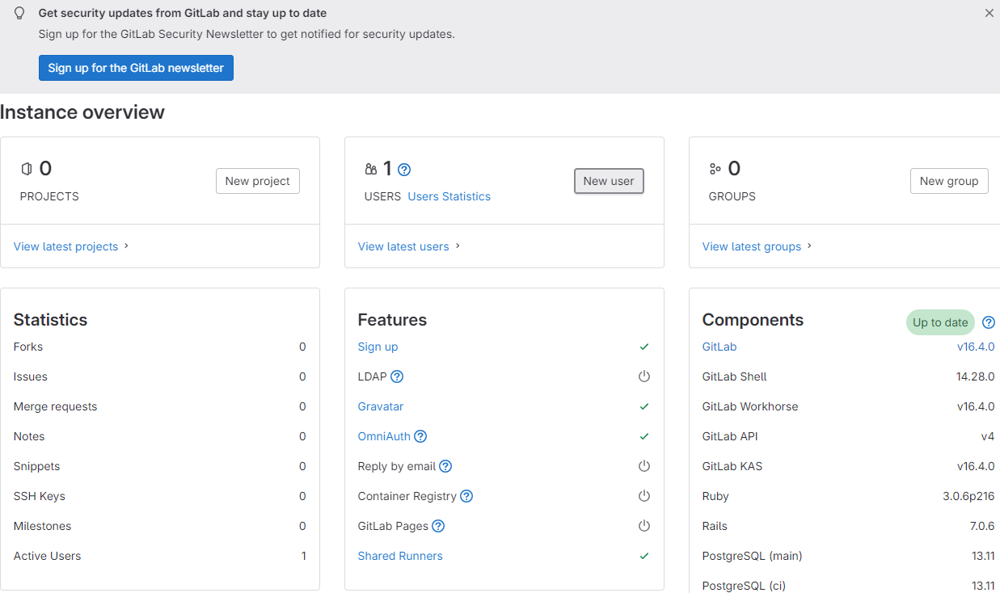 Get security updates from GitLab and stay up to date
Sign up for the GitLab Security Newsletter to get notified for security updates.
Sign up for the GitLab newsletter
Instance overview
0
PROJECTS
New project
View latest projects
1
USERS Users Statistics
New user
View latest users
0
GROUPS
New group
View latest groups
Statistics
Forks 0
Issues 0
Merge requests 0
Notes 0
Snippets 0
SSH Keys 0
Milestones 0
Active Users 1
Features
Sign up
LDAP
Gravatar
OmniAuth
Reply by email
Container Registry
GitLab Pages
Shared Runners
Components Up to date
GitLab v16.4.0
GitLab Shell 14.28.0
GitLab Workhorse v16.4.0
GitLab API v4
GitLab KAS v16.4.0
Ruby 3.0.6p216
Rails 7.0.6
PostgreSQL (main) 13.11
PostgreSQL (ci) 13.11